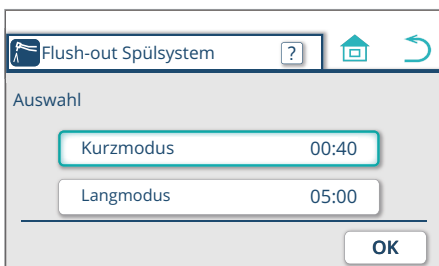 Flush-out Spülsystem ?
Auswahl
Kurzmodus 00:40
Langmodus 05:00
OK